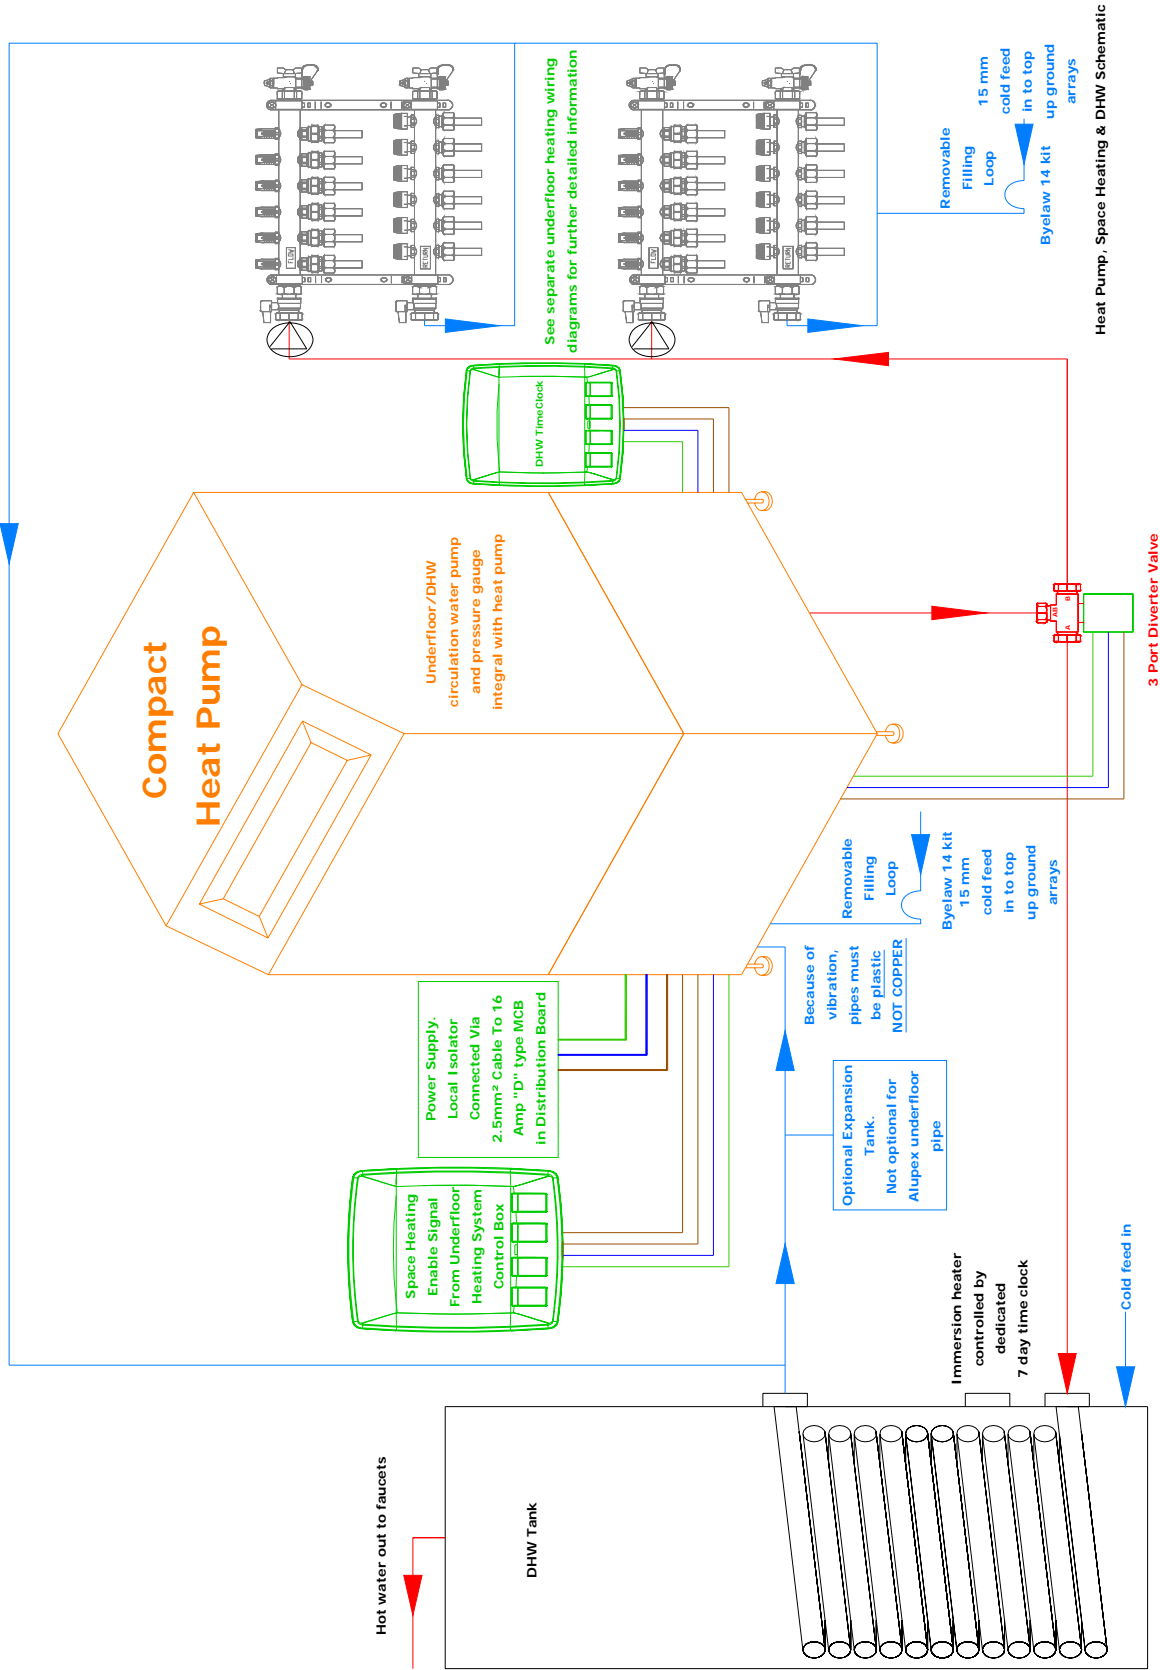 Hot water out to faucets
DHW Tank
Immersion heater
controlled by
dedicated
7 day time clock
Cold feed in
Space Heating
Enable Signal
From Underfloor
Heating System
Control Box
Power Supply.
Local Isolator
Connected Via
2.5mm² Cable To 16
Amp "D" type MCB
in Distribution Board
Optional Expansion
Tank.
Not optional for
Alupex underfloor
pipe
Because of
vibration,
pipes must
be plastic
NOT COPPER
Removable
Filling
Loop
Byelaw 14 kit
15 mm
cold feed
in to top
up ground
arrays
Compact
Heat Pump
Underfloor/DHW
circulation water pump
and pressure gauge
integral with heat pump
3 Port Diverter Valve
A
AB
B
DHW TimeClock
See separate underfloor heating wiring
diagrams for further detailed information
FLOW
RETURN
FLOW
RETURN
Removable
Filling
Loop
15 mm
cold feed
in to top
up ground
arrays
Byelaw 14 kit
Heat Pump, Space Heating & DHW Schematic